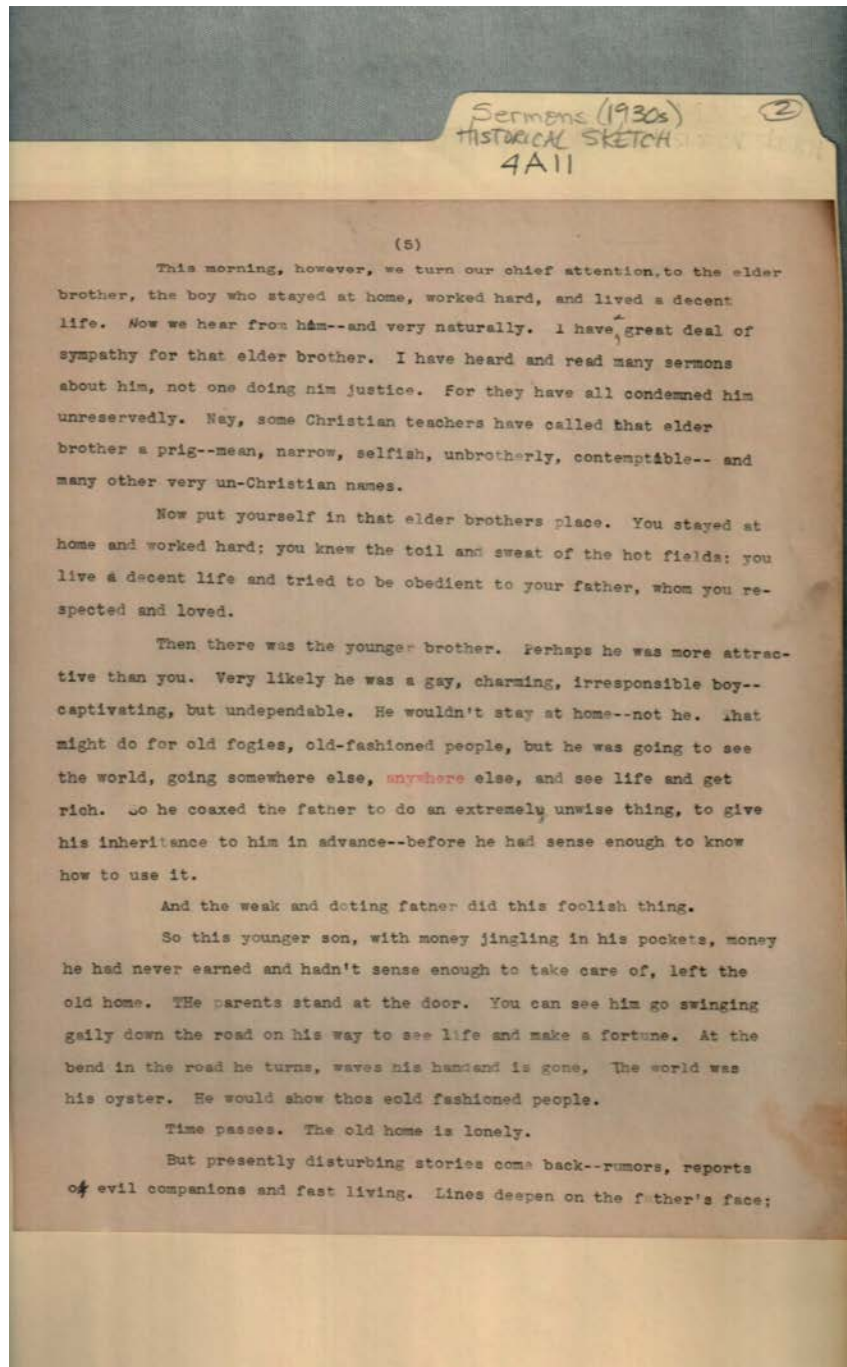 Sermons (1930s) 2
HISTORICAL SKETCH
4A11
(5)
This morning, however, we turn our chief attention, to the elder
brother, the boy who stayed at home, worked hard, and lived a decent
life. Now we hear from him--and very naturally. I have great deal of
sympathy for that elder brother. I have heard and read many sermons
about him, not one doing nim justice. For they have all condemned him
unreservedly. Nay, some Christian teachers have called that elder
brother a prig--mean, narrow, selfish, unbrotherly, contemptible-- and
many other very un-Christian names.
Now put yourself in that elder brothers place. You stayed at
home and worked hard; you knew the toil and sweat of the hot fields; you
live a decent life and tried to be obedient to your father, whom you re-
spected and loved.
Then there was the younger brother. Perhaps he was more attrac-
tive than you. Very likely he was a gay, charming, irresponsible boy--
captivating, but undependable. He wouldn't stay at home--not he. That
might do for old fogies, old-fashioned people, but he was going to see
the world, going somewhere else, anywhere else, and see life and get
rich. So he coaxed the father to do an extremely unwise thing, to give
his inheritance to him in advance--before he had sense enough to know
how to use it.
And the weak and doting father did this foolish thing.
So this younger son, with money jingling in his pockets, money
he had never earned and hadn't sense enough to take care of, left the
old home. THe parents stand at the door. You can see him go swinging
gaily down the road on his way to see life and make a fortune. At the
bend in the road he turns, waves his handand is gone, The world was
his oyster. He would show thos eold fashioned people.
Time passes. The old home is lonely.
But presently disturbing stories come back--rumors, reports
of evil companions and fast living. Lines deepen on the father's face;